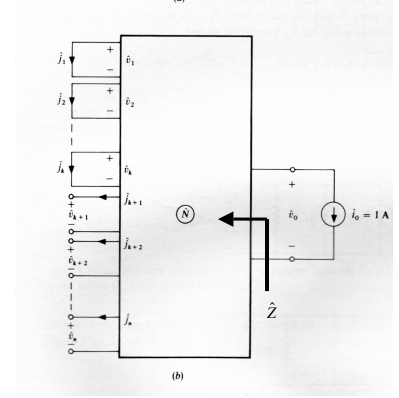 ĵ₁ + − v̂₁
ĵ₂ + − v̂₂
ĵₖ + − v̂ₖ
+ v̂ₖ₊₁ − ĵₖ₊₁
+ v̂ₖ₊₂ − ĵₖ₊₂
+ v̂ₙ − ĵₙ
N̂
+ v̂₀ − î₀ = 1 A
Ẑ
(b)